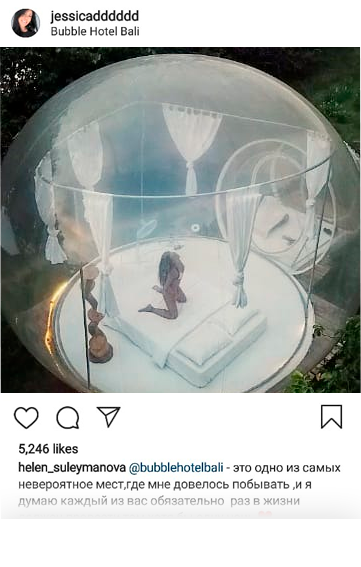 jessicadddddd
Bubble Hotel Bali
5,246 likes
helen_suleymanova @bubblehotelbali - это одно из самых
невероятное мест,где мне довелось побывать ,и я
думаю каждый из вас обязательно раз в жизни